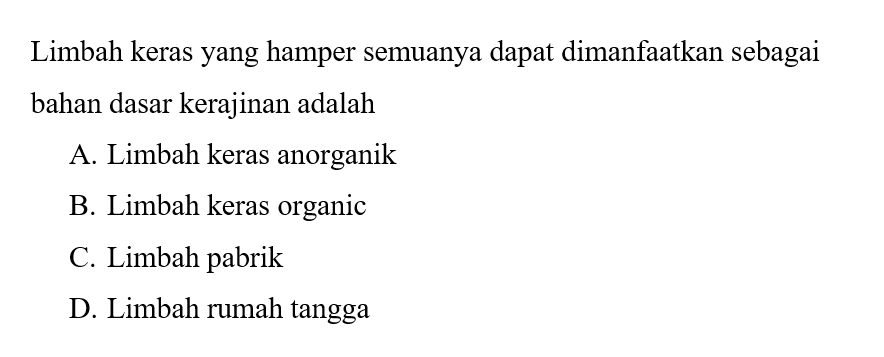 Limbah keras yang hamper semuanya dapat dimanfaatkan sebagai
bahan dasar kerajinan adalah
A. Limbah keras anorganik
B. Limbah keras organic
C. Limbah pabrik
D. Limbah rumah tangga